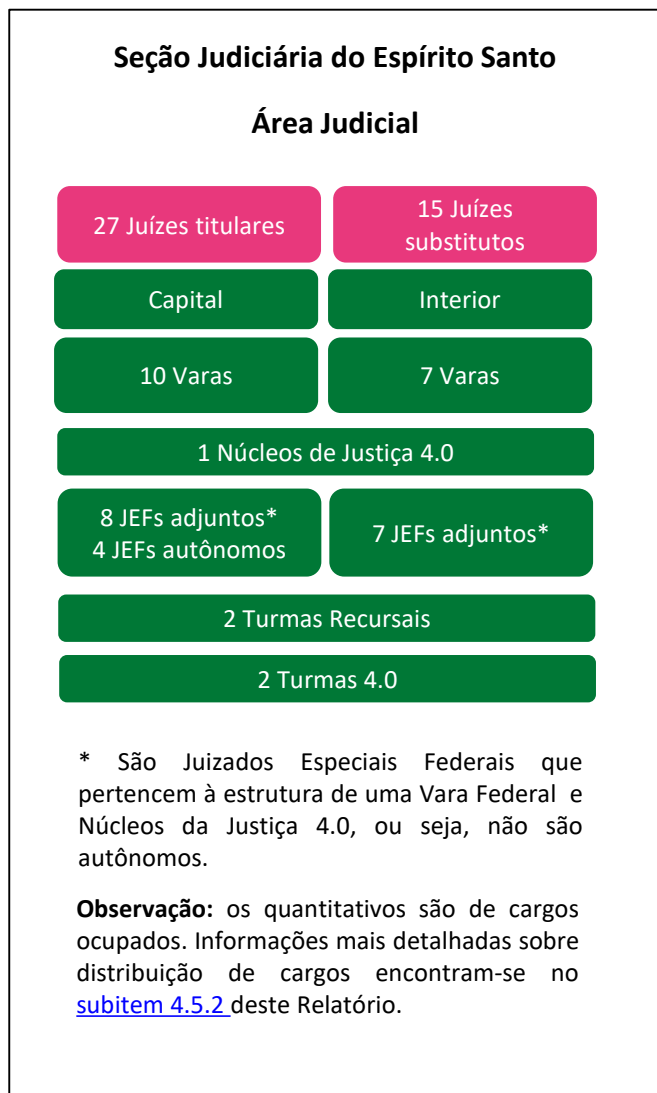 Seção Judiciária do Espírito Santo
Área Judicial
27 Juízes titulares
15 Juízes
substitutos
Capital
Interior
10 Varas
7 Varas
1 Núcleos de Justiça 4.0
8 JEFs adjuntos*
4 JEFs autônomos
7 JEFs adjuntos*
2 Turmas Recursais
2 Turmas 4.0
* São Juizados Especiais Federais que
pertencem à estrutura de uma Vara Federal e
Núcleos da Justiça 4.0, ou seja, não são
autônomos.
Observação: os quantitativos são de cargos
ocupados. Informações mais detalhadas sobre
distribuição de cargos encontram-se no
subitem 4.5.2 deste Relatório.